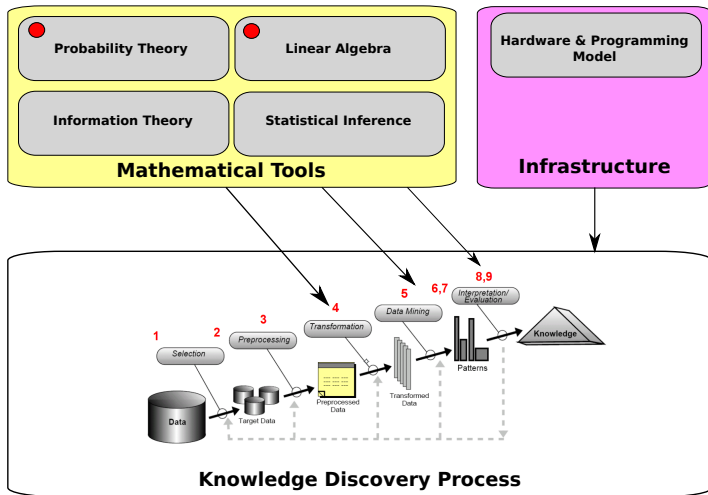 Probability Theory
Linear Algebra
Hardware & Programming
Model
Information Theory
Statistical Inference
Mathematical Tools
Infrastructure
8,9
6,7
5
Interpretation/
Evaluation
4
Data Mining
3
Transformation
2
Preprocessing
1
Selection
Knowledge
Patterns
Transformed
Data
Preprocessed
Data
Target Data
Data
Knowledge Discovery Process